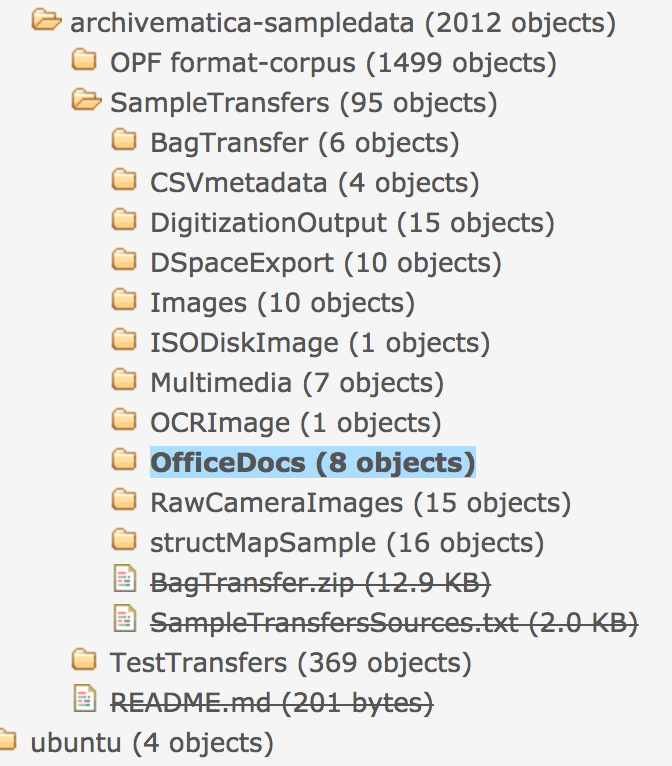 archivematica-sampledata (2012 objects)
OPF format-corpus (1499 objects)
SampleTransfers (95 objects)
BagTransfer (6 objects)
CSVmetadata (4 objects)
DigitizationOutput (15 objects)
DSpaceExport (10 objects)
Images (10 objects)
ISODiskImage (1 objects)
Multimedia (7 objects)
OCRImage (1 objects)
OfficeDocs (8 objects)
RawCameraImages (15 objects)
structMapSample (16 objects)
BagTransfer.zip (12.9 KB)
SampleTransfersSources.txt (2.0 KB)
TestTransfers (369 objects)
README.md (201 bytes)
ubuntu (4 objects)